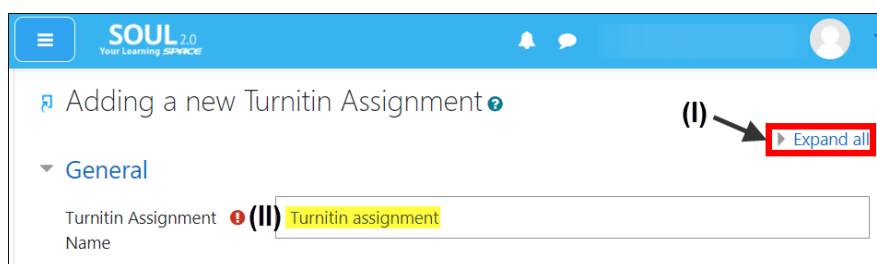 SOUL 2.0
Your Learning SPACE
Adding a new Turnitin Assignment
(I)
Expand all
General
Turnitin Assignment Name
(II)
Turnitin assignment